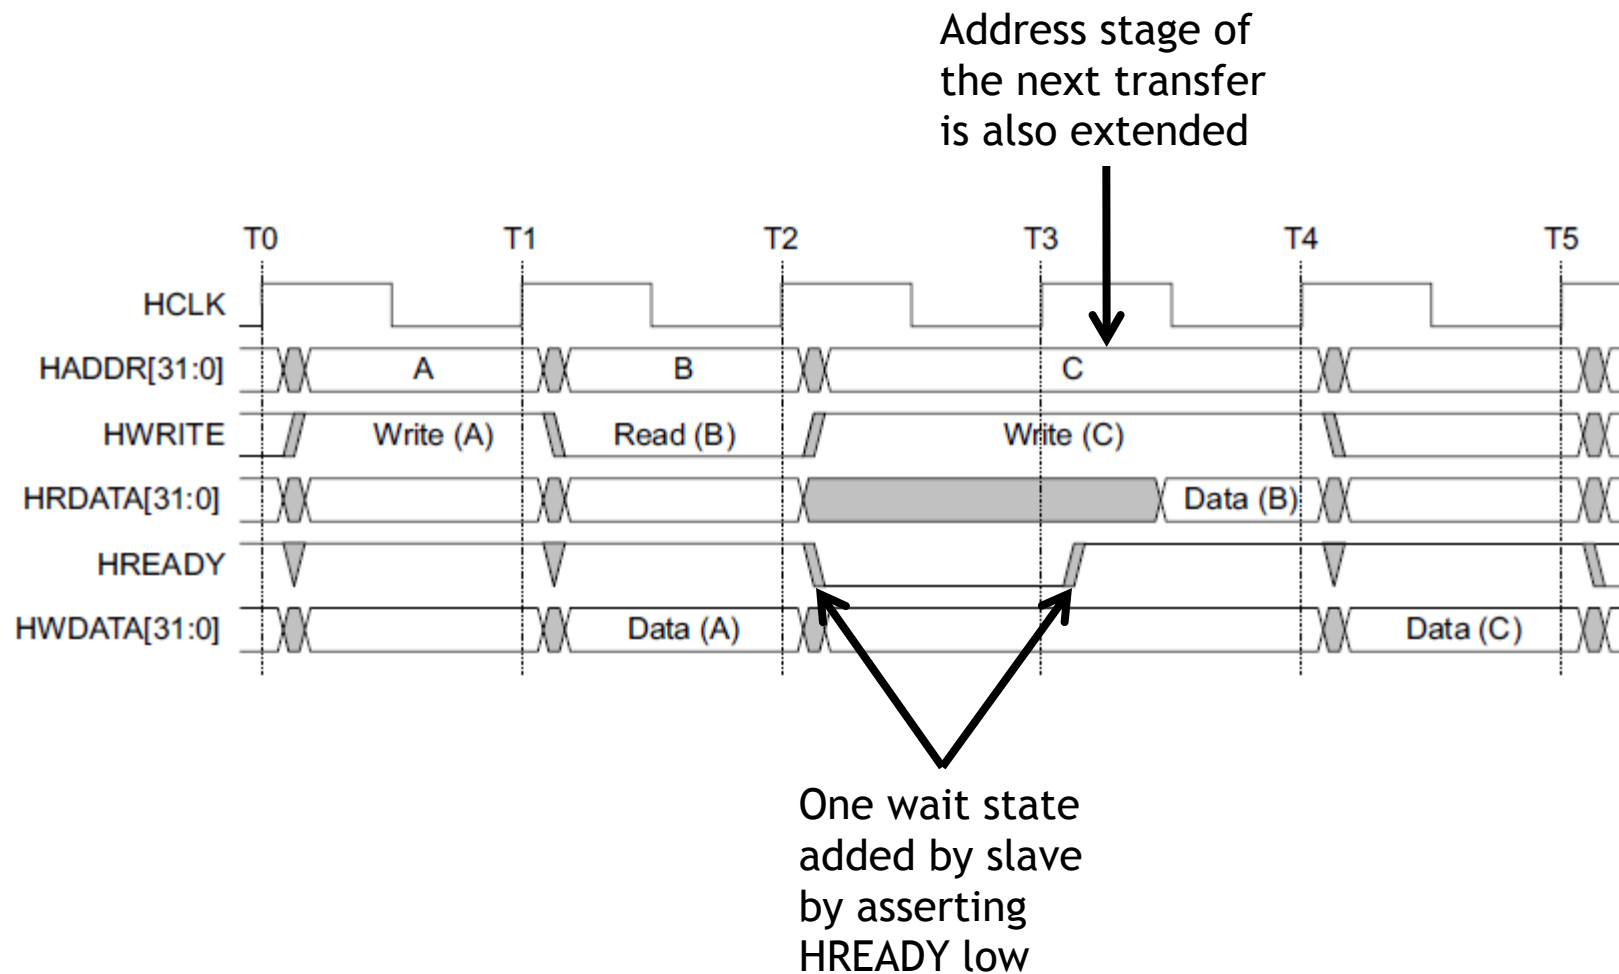 Address stage of
the next transfer
is also extended
T0 T1 T2 T3 T4 T5
HCLK
HADDR[31:0] A B C
HWRITE Write (A) Read (B) Write (C)
HRDATA[31:0] Data (B)
HREADY
HWDATA[31:0] Data (A) Data (C)
One wait state
added by slave
by asserting
HREADY low